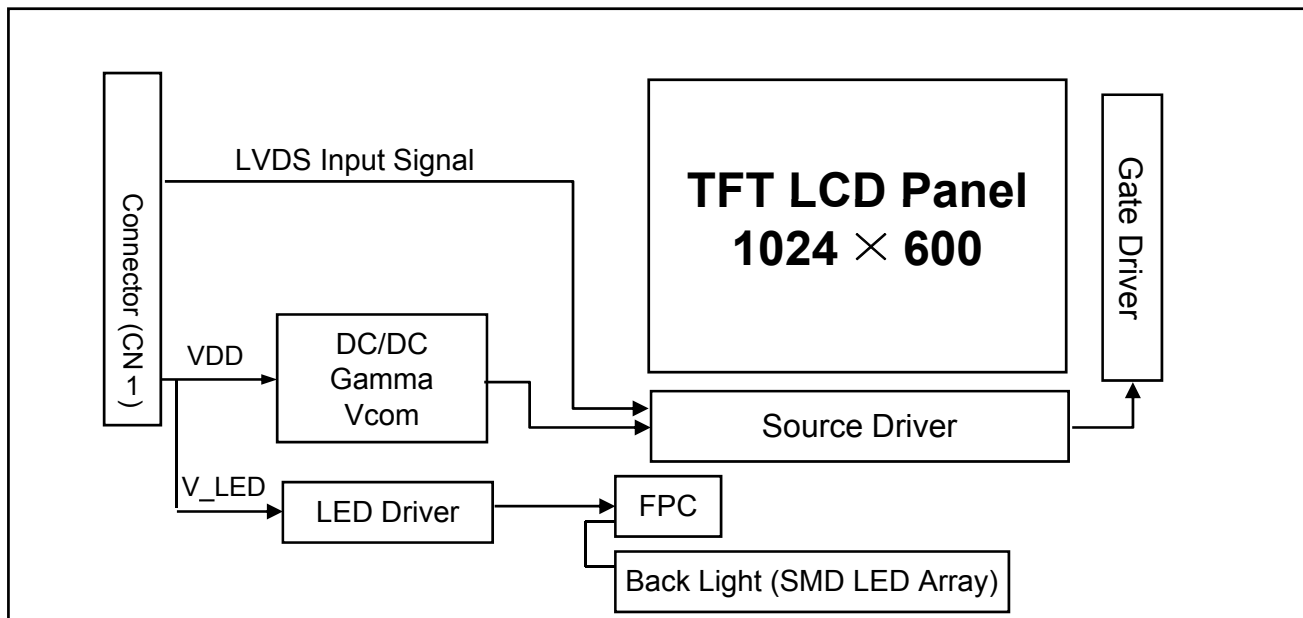 Connector (CN 1)
LVDS Input Signal
TFT LCD Panel
1024 × 600
Gate Driver
VDD
DC/DC
Gamma
Vcom
Source Driver
V_LED
LED Driver
FPC
Back Light (SMD LED Array)